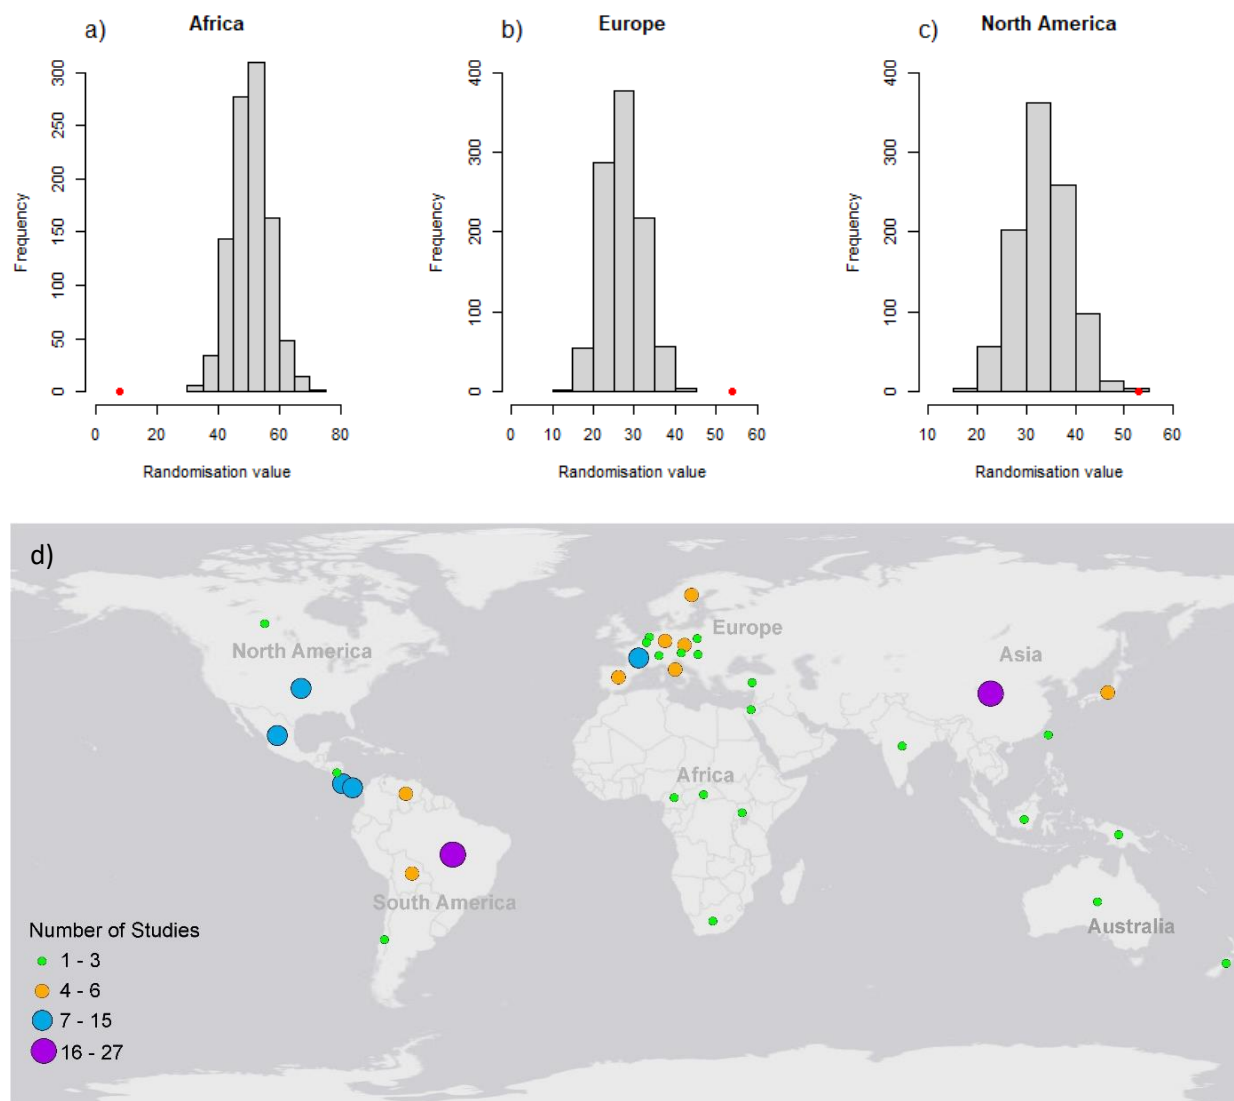 a) Africa
300
250
200
150
100
50
0
Frequency
0 20 40 60 80
Randomisation value
b) Europe
400
300
200
100
0
Frequency
0 10 20 30 40 50 60
Randomisation value
c) North America
400
300
200
100
0
Frequency
10 20 30 40 50 60
Randomisation value
d)
North America
Europe
Asia
Africa
South America
Australia
Number of Studies
1 - 3
4 - 6
7 - 15
16 - 27